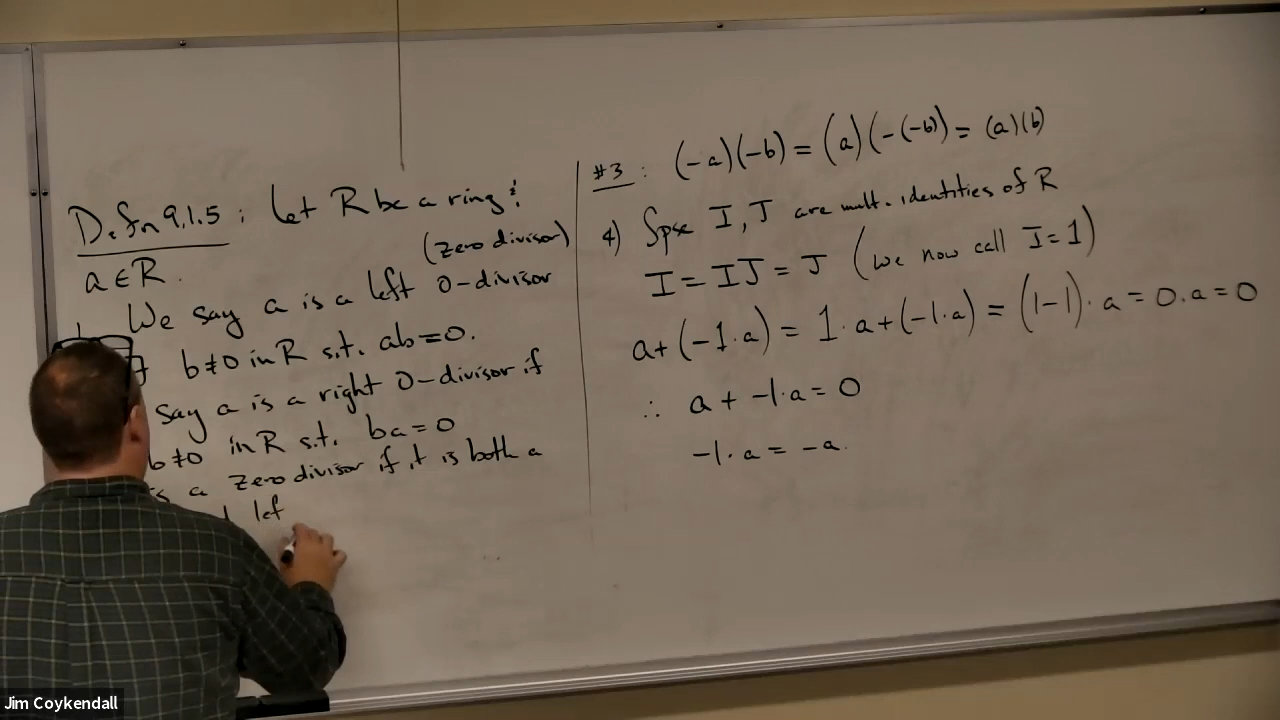 Defn 9.1.5: Let R be a ring &
a ∈ R. (zero divisor)
We say a is a left 0-divisor
b≠0 in R s.t. ab=0.
say a is a right 0-divisor if
b≠0 in R s.t. ba=0
is a zero divisor if it is both a
lef
#3: (-a)(-b) = (a)(-(-b)) = (a)(b)
4) Spse I, J are mult. identities of R
I = IJ = J (we now call I=1)
a+(-1·a) = 1·a+(-1·a) = (1-1)·a = 0·a = 0
∴ a + -1·a = 0
-1·a = -a.
Jim Coykendall